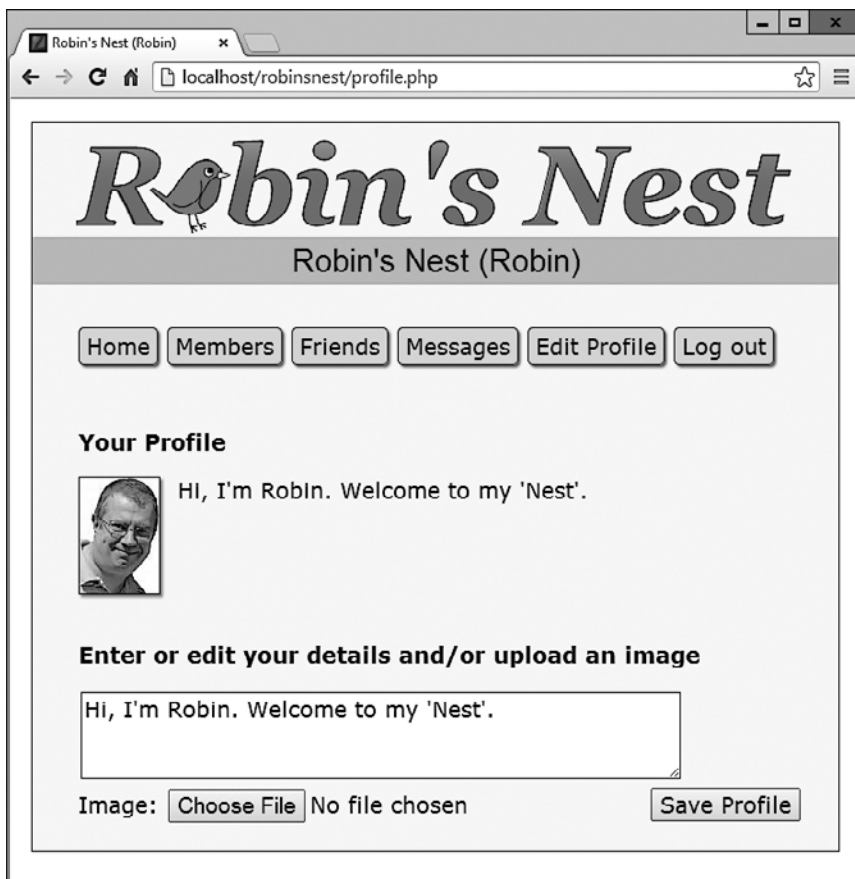 Robin's Nest (Robin)
localhost/robinsnest/profile.php
Robin's Nest
Robin's Nest (Robin)
Home Members Friends Messages Edit Profile Log out
Your Profile
Hi, I'm Robin. Welcome to my 'Nest'.
Enter or edit your details and/or upload an image
Hi, I'm Robin. Welcome to my 'Nest'.
Image: Choose File No file chosen Save Profile